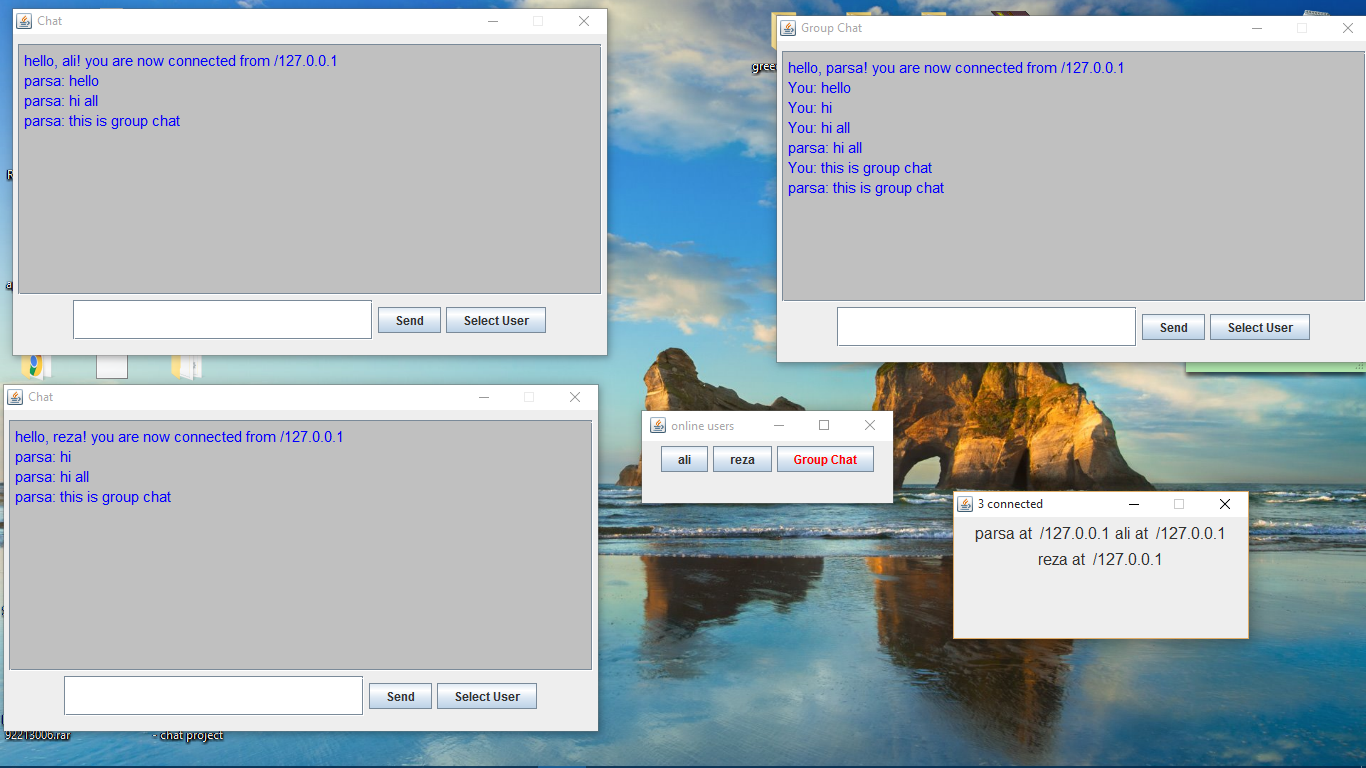 Chat
hello, ali! you are now connected from /127.0.0.1
parsa: hello
parsa: hi all
parsa: this is group chat
Send
Select User
Group Chat
hello, parsa! you are now connected from /127.0.0.1
You: hello
You: hi
You: hi all
parsa: hi all
You: this is group chat
parsa: this is group chat
Send
Select User
Chat
hello, reza! you are now connected from /127.0.0.1
parsa: hi
parsa: hi all
parsa: this is group chat
Send
Select User
online users
ali
reza
Group Chat
3 connected
parsa at /127.0.0.1 ali at /127.0.0.1
reza at /127.0.0.1
92213006.rar
- chat project